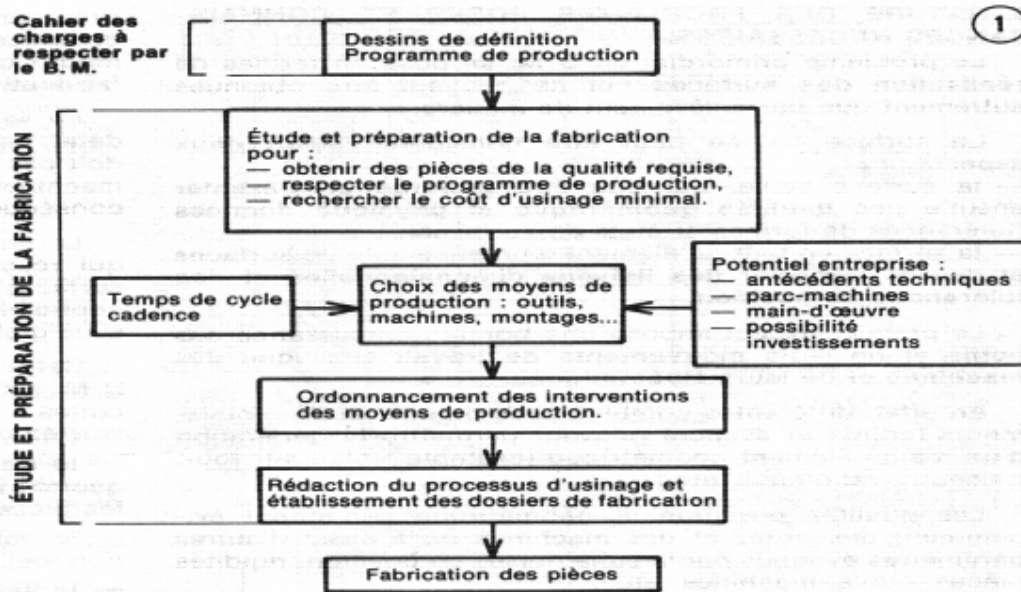 Cahier des
charges à
respecter par
le B.M.
1
Dessins de définition
Programme de production
ÉTUDE ET PRÉPARATION DE LA FABRICATION
Étude et préparation de la fabrication
pour :
— obtenir des pièces de la qualité requise,
— respecter le programme de production,
— rechercher le coût d'usinage minimal.
Temps de cycle
cadence
Choix des moyens de
production : outils,
machines, montages...
Potentiel entreprise :
— antécédents techniques
— parc-machines
— main-d'œuvre
— possibilité
investissements
Ordonnancement des interventions
des moyens de production.
Rédaction du processus d'usinage et
établissement des dossiers de fabrication
Fabrication des pièces